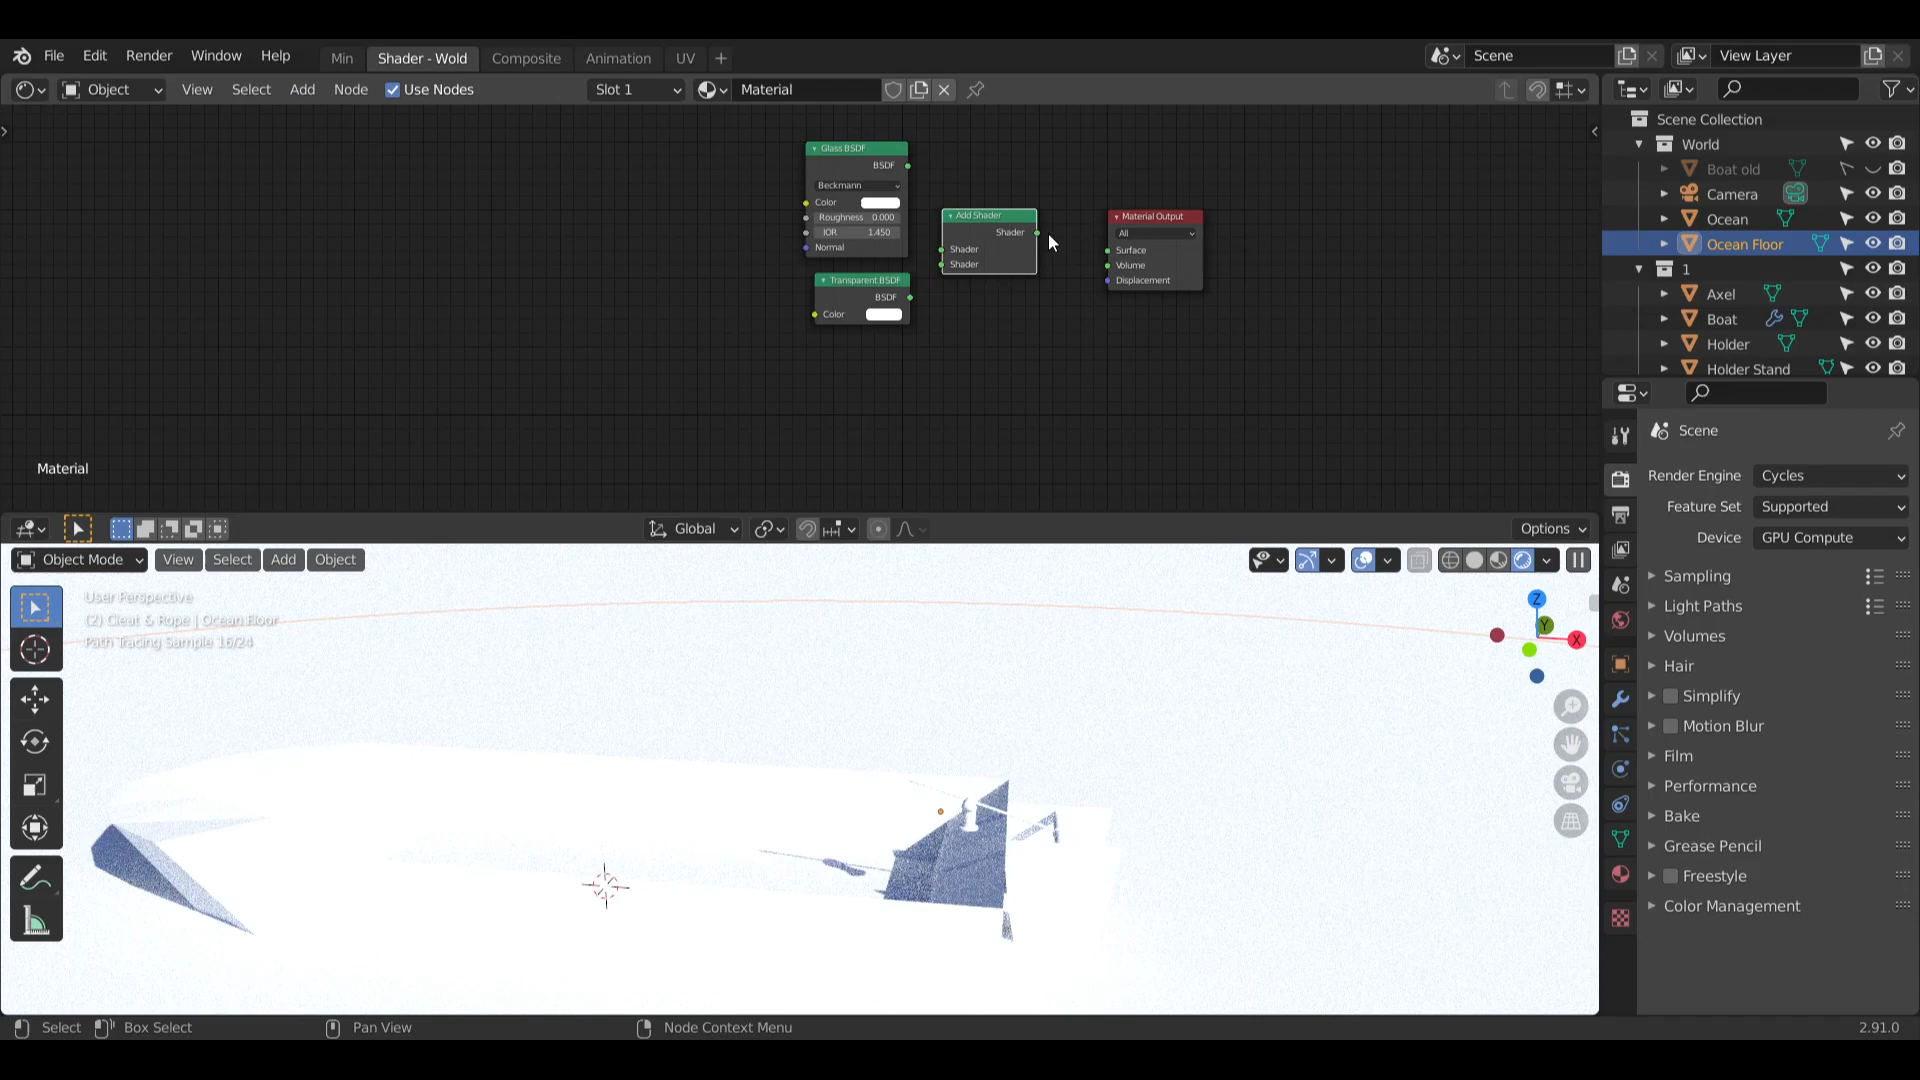 File Edit Render Window Help Min Shader - Wold Composite Animation UV Scene View Layer
Object View Select Add Node Use Nodes Slot 1 Material
Scene Collection
World
Boat old
Camera
Ocean
Ocean Floor
1
Axel
Boat
Holder
Holder Stand
Glass BSDF
BSDF
Beckmann
Color
Roughness 0.000
IOR 1.450
Normal
Transparent BSDF
BSDF
Color
Add Shader
Shader
Shader
Shader
Material Output
All
Surface
Volume
Displacement
Material
Scene
Render Engine Cycles
Feature Set Supported
Device GPU Compute
Sampling
Light Paths
Volumes
Hair
Simplify
Motion Blur
Film
Performance
Bake
Grease Pencil
Freestyle
Color Management
Global Options
Object Mode View Select Add Object
User Perspective
(2) Cleat & Rope | Ocean Floor
Path Tracing Sample 16/24
Z
Y
X
Select Box Select Pan View Node Context Menu 2.91.0